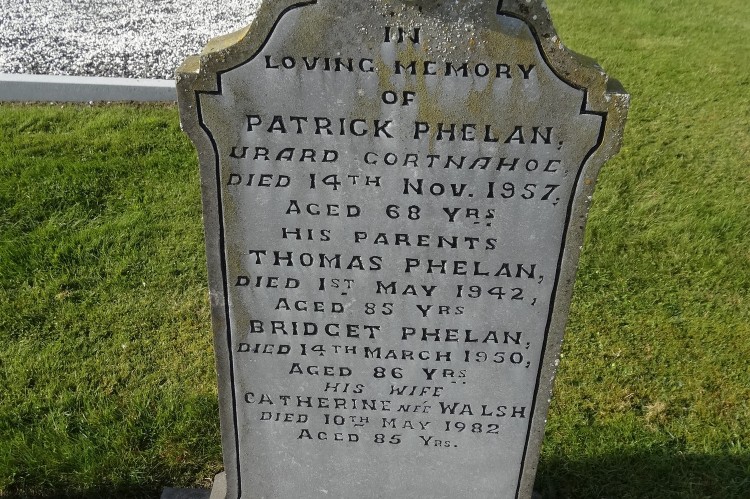 IN
LOVING MEMORY
OF
PATRICK PHELAN,
URARD GORTNAHOE,
DIED 14TH NOV. 1957,
AGED 68 YRS
HIS PARENTS
THOMAS PHELAN,
DIED 1ST MAY 1942,
AGED 85 YRS
BRIDGET PHELAN,
DIED 14TH MARCH 1950,
AGED 86 YRS
HIS WIFE
CATHERINE NÉE WALSH
DIED 10TH MAY 1982
AGED 85 YRS.